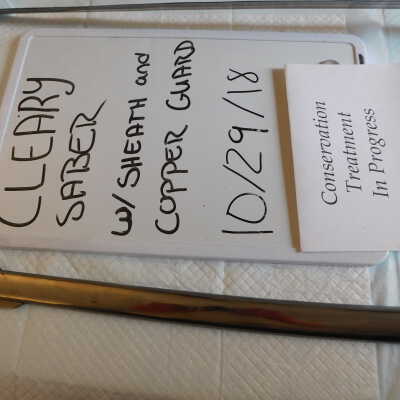 CLEARY
SABER
W/ SHEATH and
COPPER GUARD
10/29/18
Conservation
Treatment
In Progress